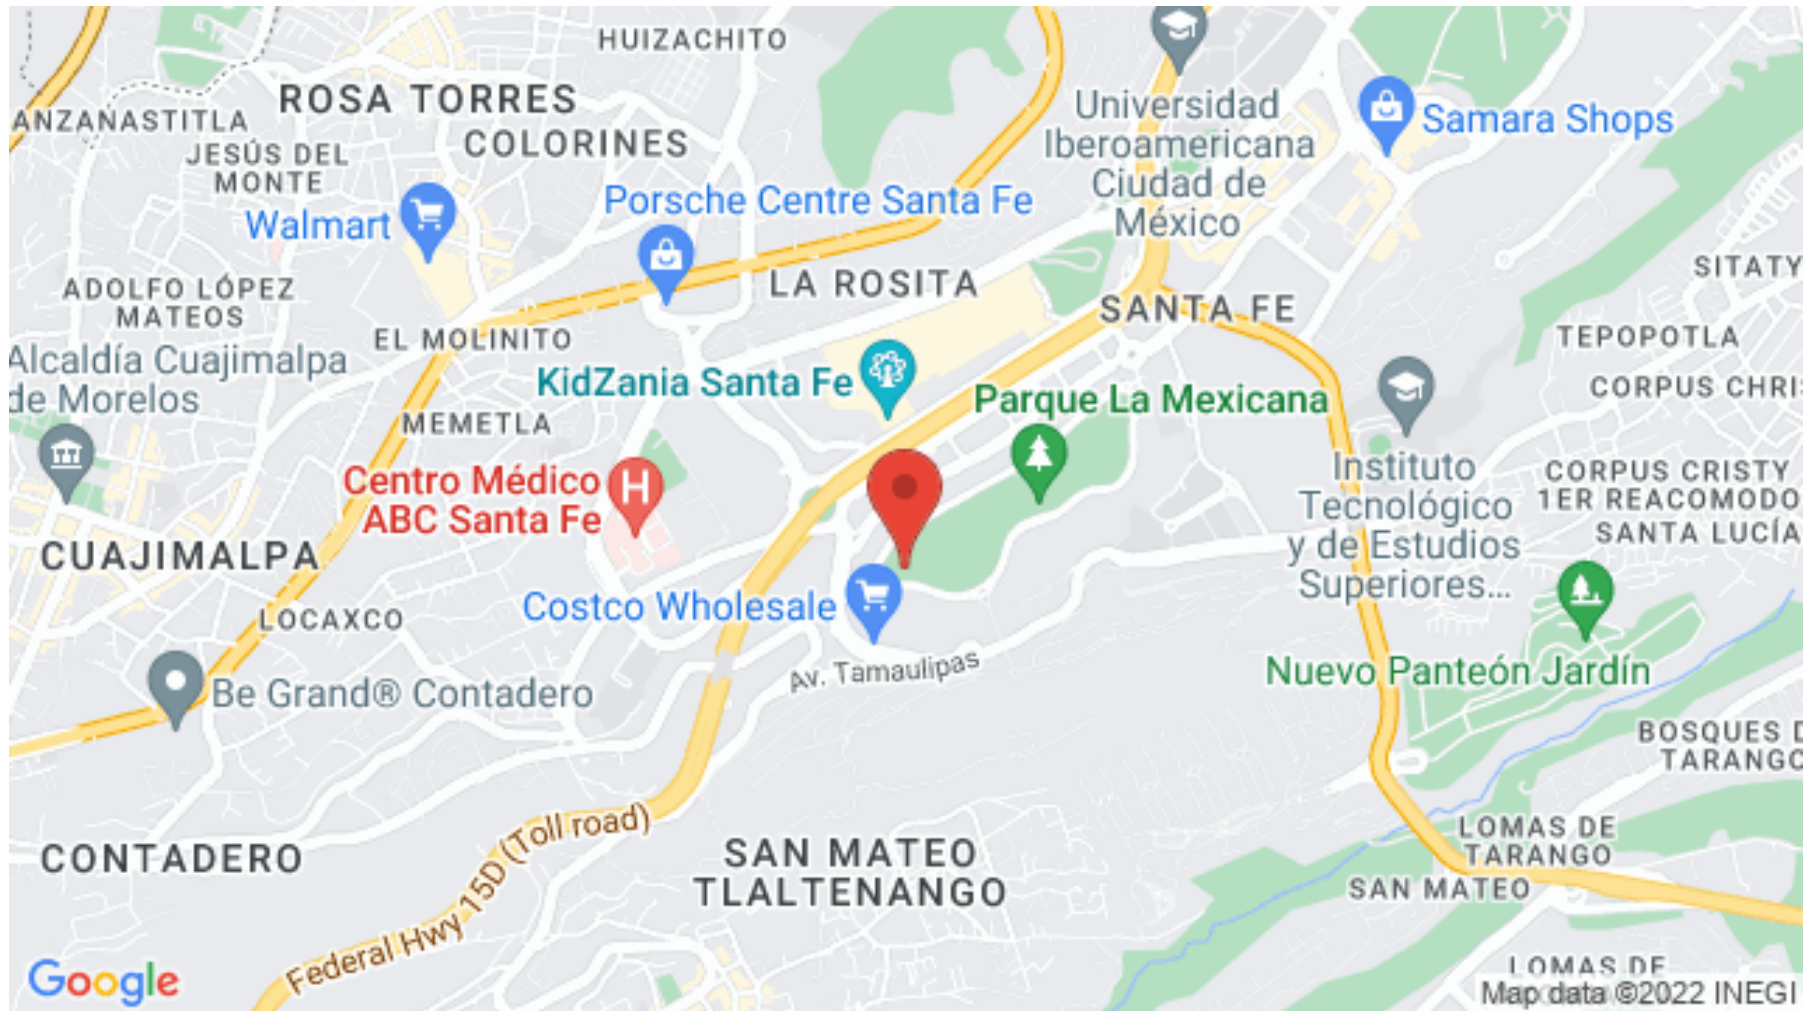 HUIZACHITO
ROSA TORRES
ANZANASTITLA
COLORINES
JESÚS DEL
MONTE
Walmart
Porsche Centre Santa Fe
Universidad
Iberoamericana
Ciudad de
México
Samara Shops
ADOLFO LÓPEZ
MATEOS
LA ROSITA
SANTA FE
SITATY
EL MOLINITO
TEPOPOTLA
Alcaldía Cuajimalpa
de Morelos
KidZania Santa Fe
Parque La Mexicana
CORPUS CHRI
MEMETLA
Centro Médico
ABC Santa Fe
Instituto
Tecnológico
y de Estudios
Superiores...
CORPUS CRISTY
1ER REACOMODO
SANTA LUCÍA
CUAJIMALPA
LOCAXCO
Costco Wholesale
Av. Tamaulipas
Nuevo Panteón Jardín
Be Grand® Contadero
BOSQUES D
TARANGO
CONTADERO
Federal Hwy 15D (Toll road)
SAN MATEO
TLALTENANGO
LOMAS DE
TARANGO
SAN MATEO
LOMAS DE
Google
Map data ©2022 INEGI